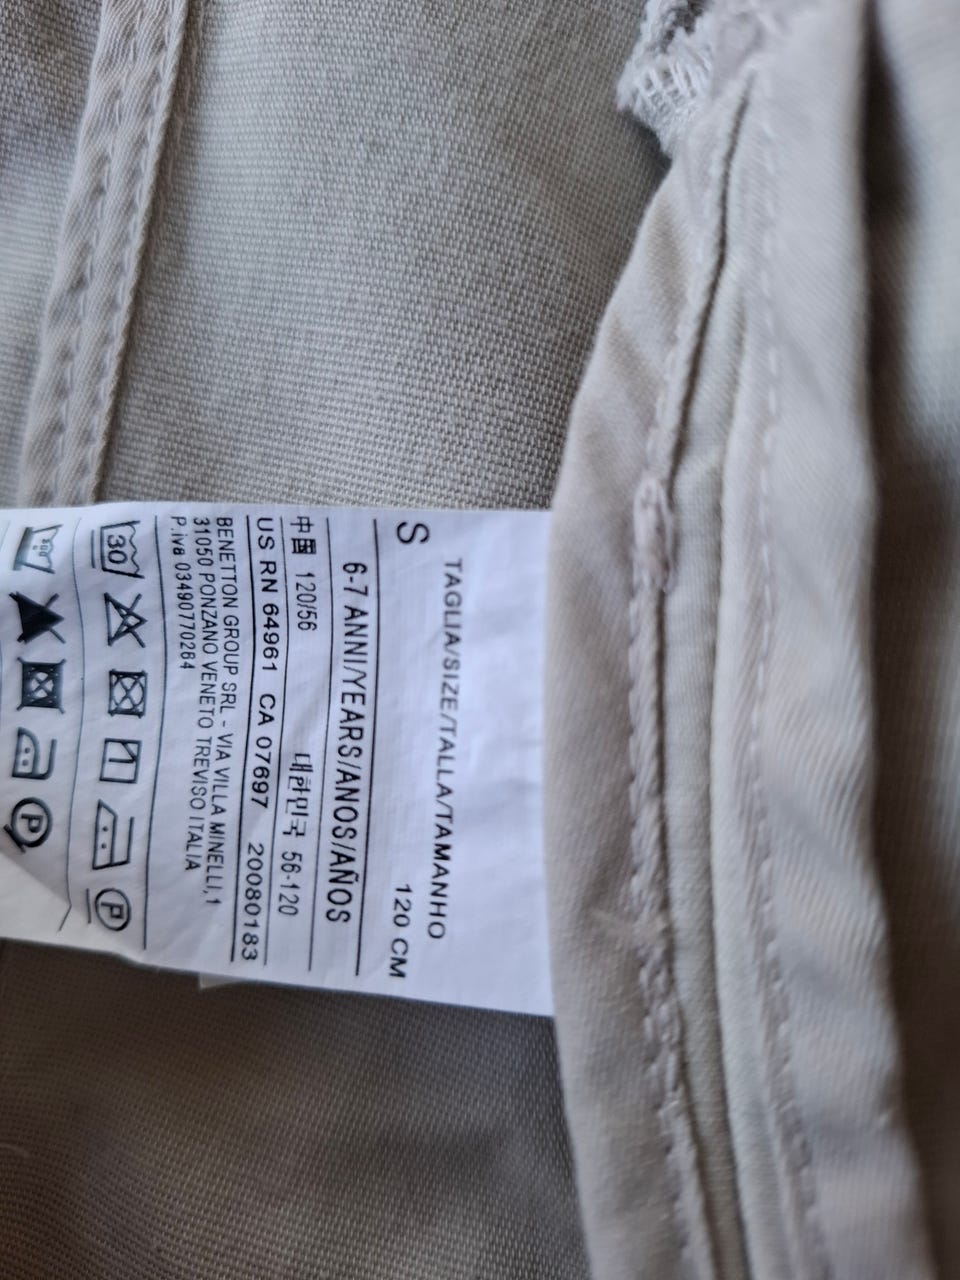 TAGLIA/SIZE/TALLA/TAMANHO
S 120 CM
6-7 ANNI/YEARS/ANOS/AÑOS
中国 120/56 대한민국 56-120
US RN 64961 CA 07697 20080183
BENETTON GROUP SRL - VIA VILLA MINELLI,1
31050 PONZANO VENETO TREVISO ITALIA
P.iva 03490770264
30
P
P